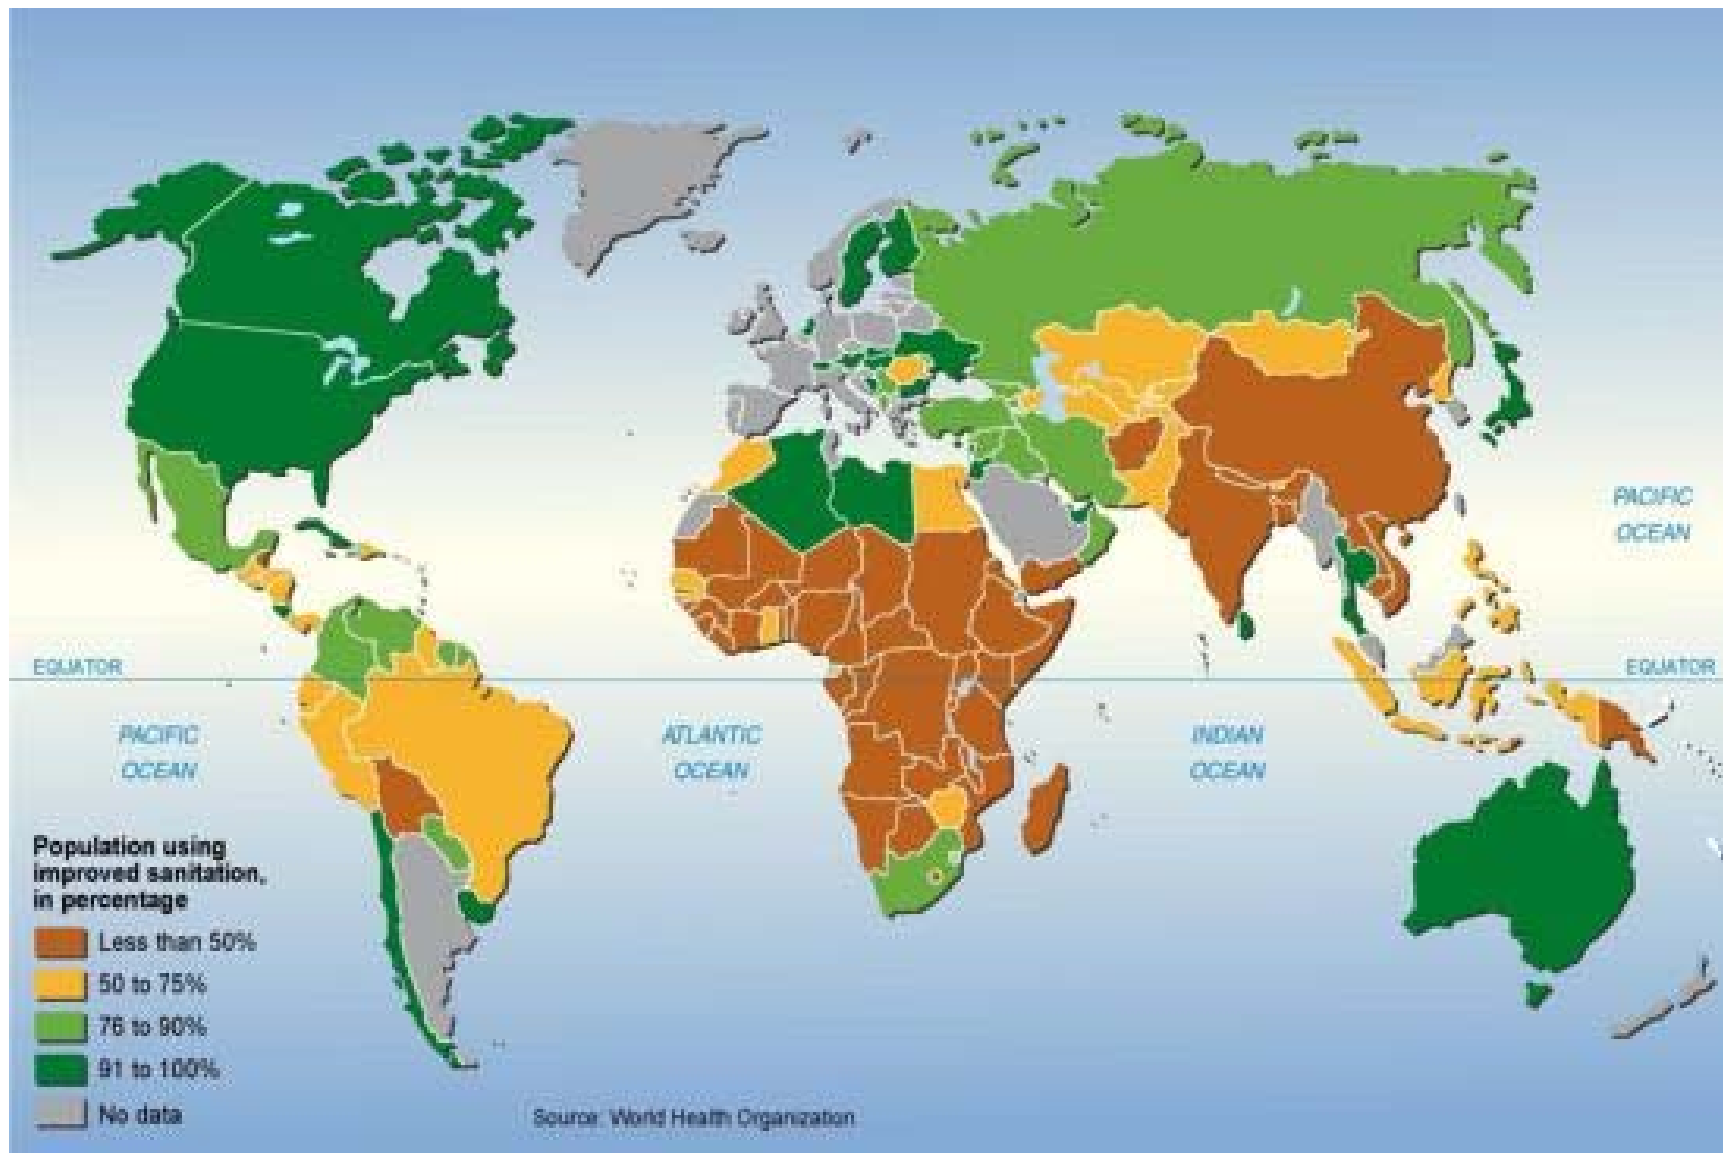 PACIFIC
OCEAN
EQUATOR
EQUATOR
PACIFIC
OCEAN
ATLANTIC
OCEAN
INDIAN
OCEAN
Population using
improved sanitation,
in percentage
Less than 50%
50 to 75%
76 to 90%
91 to 100%
No data
Source: World Health Organization